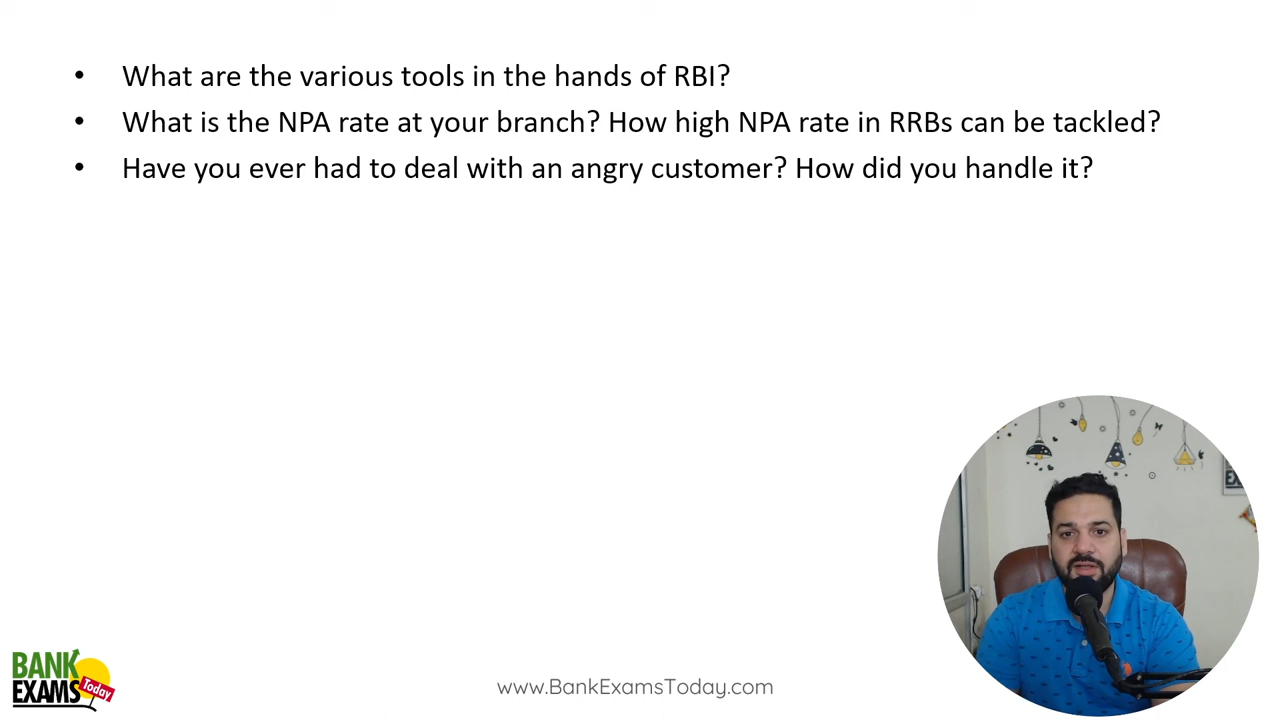 • What are the various tools in the hands of RBI?
• What is the NPA rate at your branch? How high NPA rate in RRBs can be tackled?
• Have you ever had to deal with an angry customer? How did you handle it?
BANK
EXAMS
Today
www.BankExamsToday.com